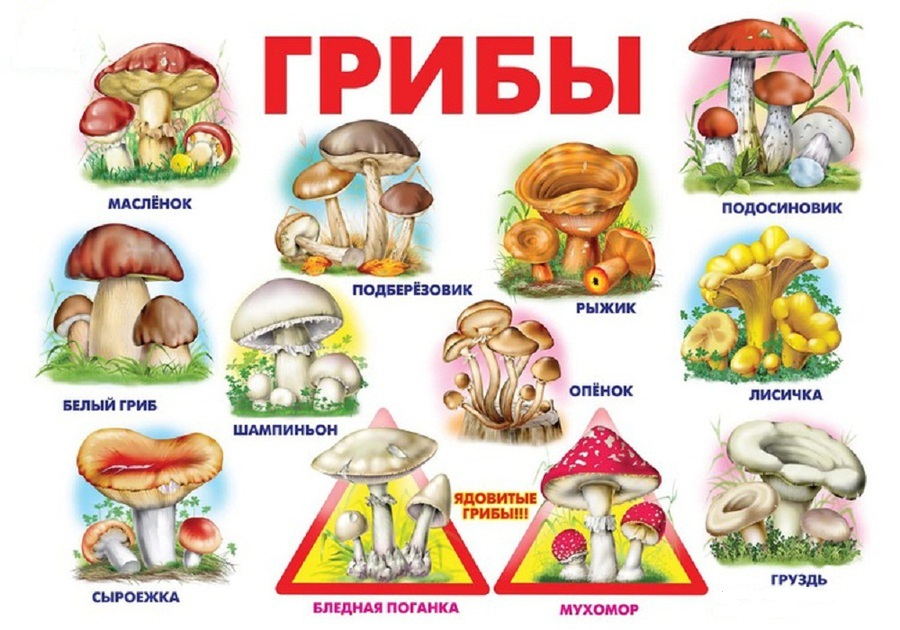 ГРИБЫ
МАСЛЁНОК
ПОДОСИНОВИК
ПОДБЕРЁЗОВИК
РЫЖИК
БЕЛЫЙ ГРИБ
ШАМПИНЬОН
ОПЁНОК
ЛИСИЧКА
СЫРОЕЖКА
ЯДОВИТЫЕ
ГРИБЫ!!!
БЛЕДНАЯ ПОГАНКА
МУХОМОР
ГРУЗДЬ